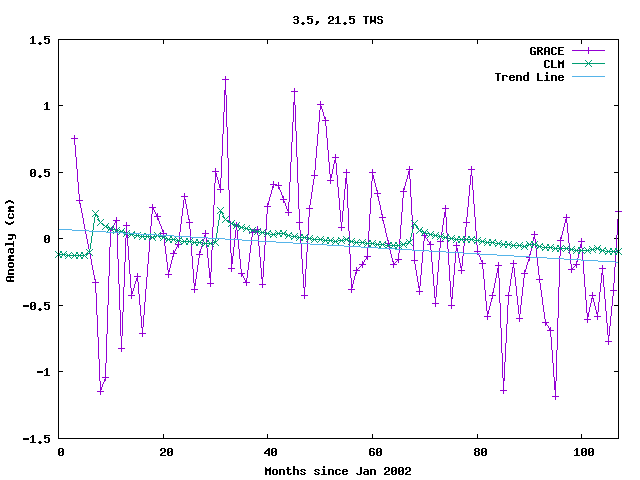 3.5, 21.5 TWS
GRACE
CLM
Trend Line
1.5
1
0.5
0
-0.5
-1
-1.5
Anomaly (cm)
0 20 40 60 80 100
Months since Jan 2002